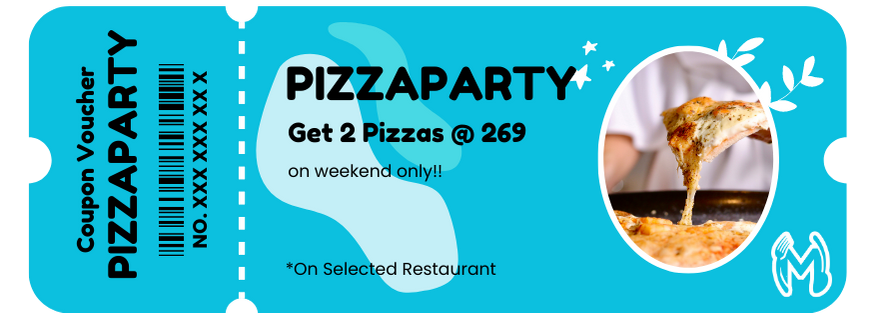 Coupon Voucher
PIZZAPARTY
NO. XXX XXX XX X
PIZZAPARTY
Get 2 Pizzas @ 269
on weekend only!!
*On Selected Restaurant
M